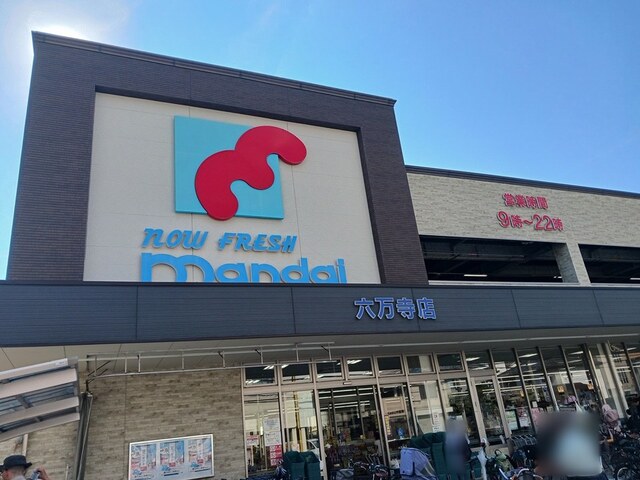 now FRESH
mandai
営業時間
9時~22時
六万寺店